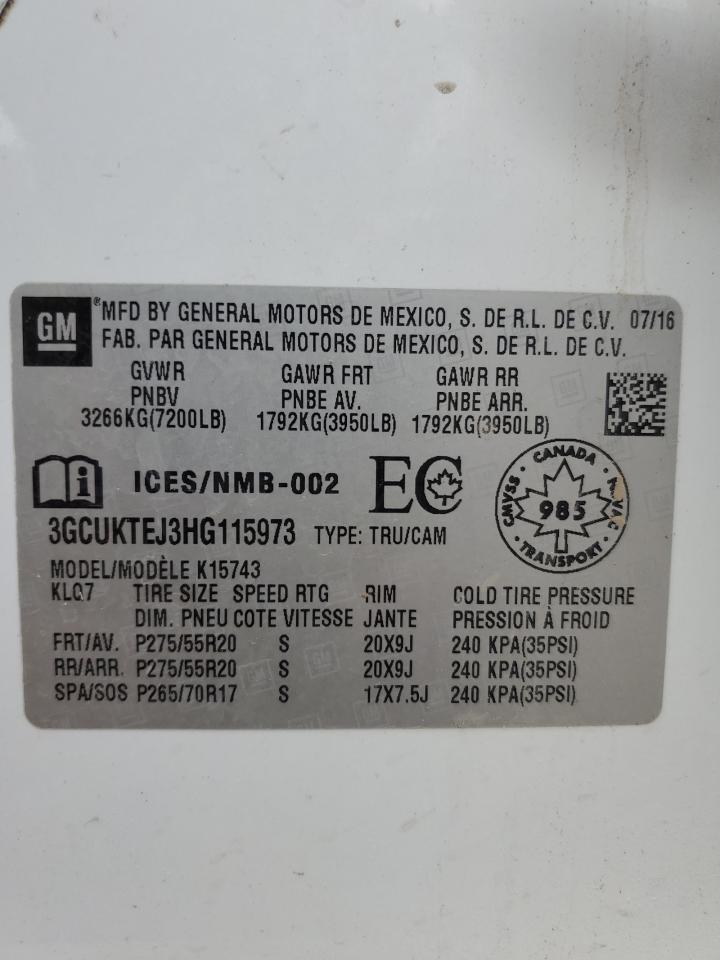 GM ®MFD BY GENERAL MOTORS DE MEXICO, S. DE R.L. DE C.V. 07/16
FAB. PAR GENERAL MOTORS DE MEXICO, S. DE R.L. DE C.V.
GVWR GAWR FRT GAWR RR
PNBV PNBE AV. PNBE ARR.
3266KG(7200LB) 1792KG(3950LB) 1792KG(3950LB)
ICES/NMB-002 EC
CANADA
CMVSS 985 NVSAC
TRANSPORT
3GCUKTEJ3HG115973 TYPE: TRU/CAM
MODEL/MODÈLE K15743
KLQ7 TIRE SIZE SPEED RTG RIM COLD TIRE PRESSURE
DIM. PNEU COTE VITESSE JANTE PRESSION À FROID
FRT/AV. P275/55R20 S 20X9J 240 KPA(35PSI)
RR/ARR. P275/55R20 S 20X9J 240 KPA(35PSI)
SPA/SOS P265/70R17 S 17X7.5J 240 KPA(35PSI)